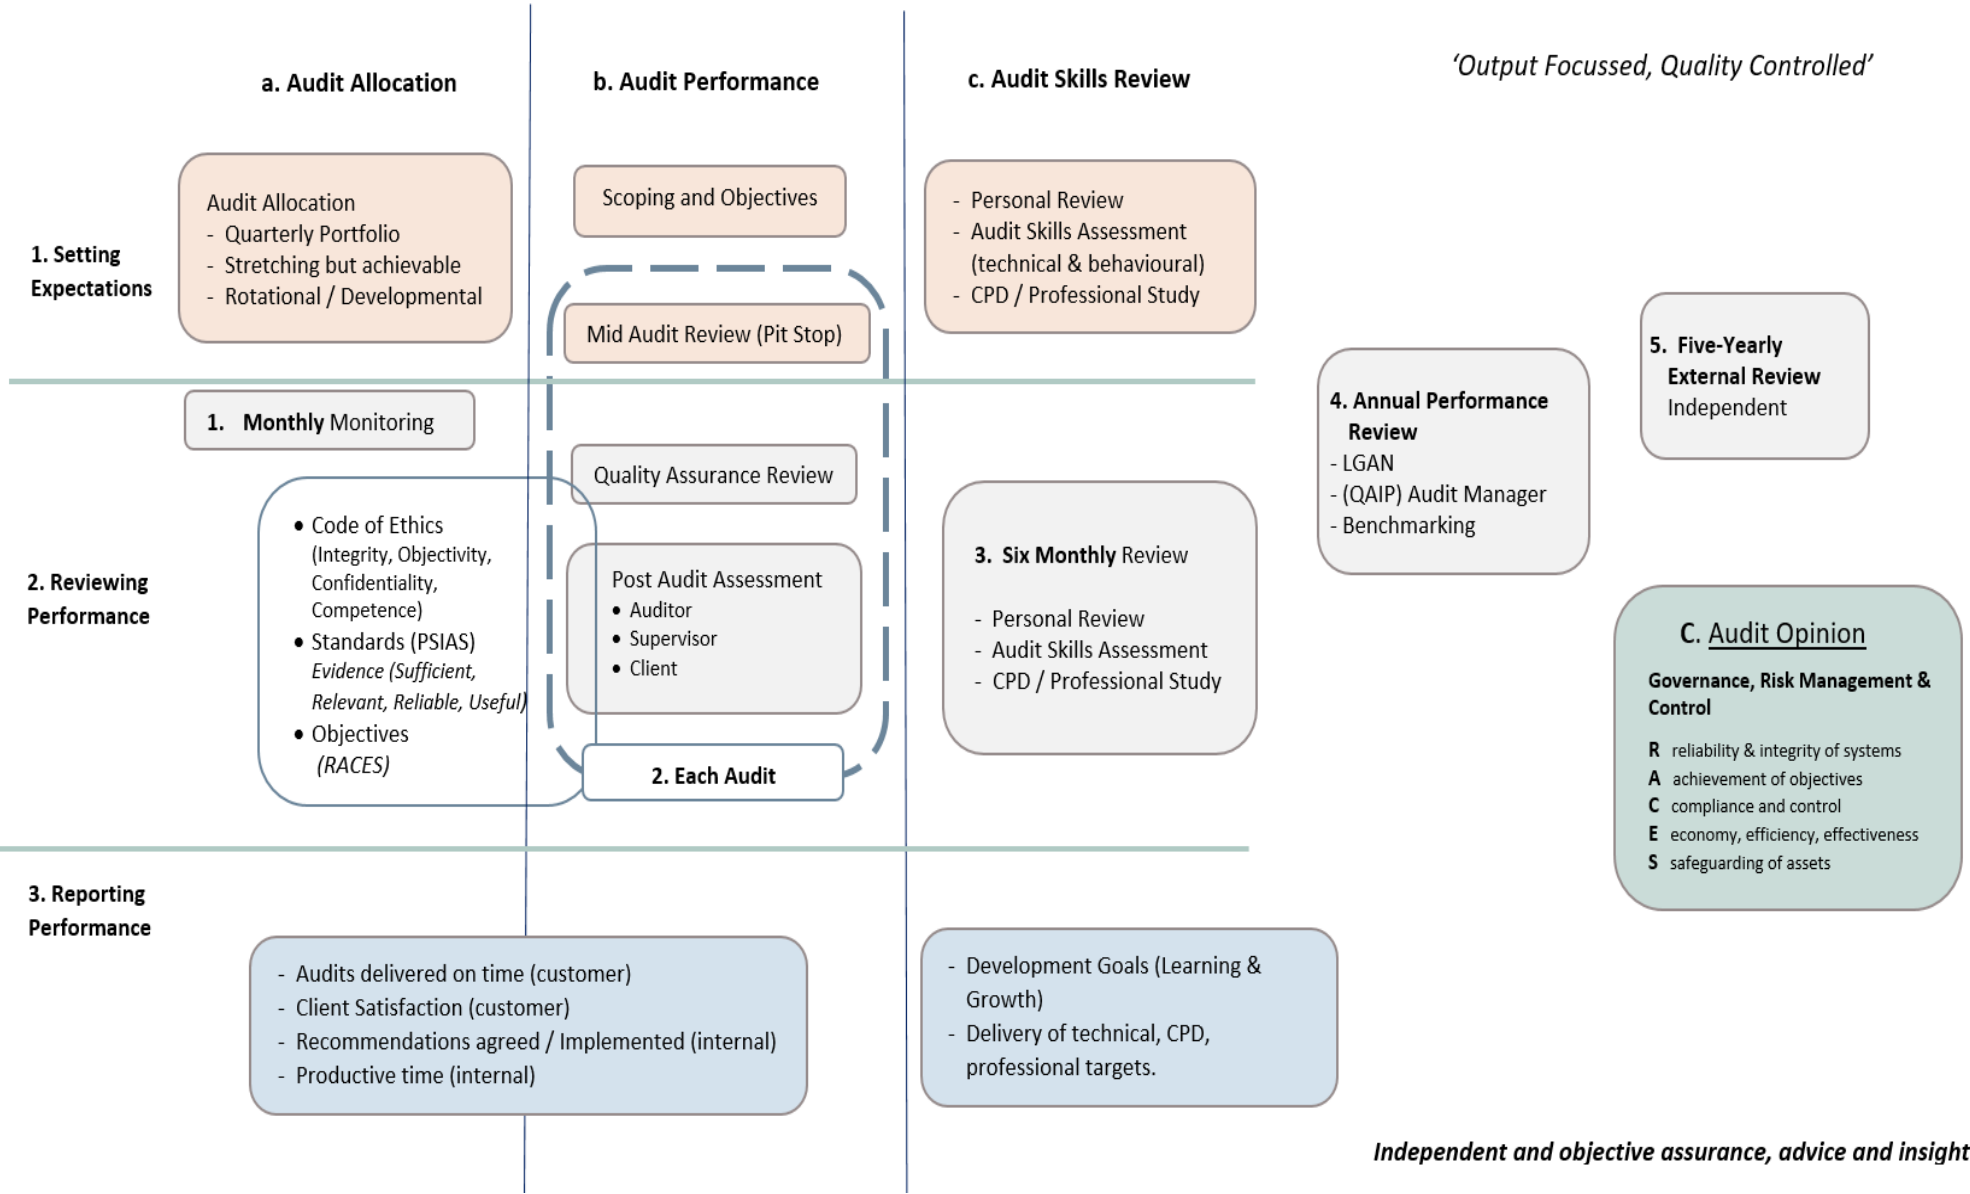 a. Audit Allocation
b. Audit Performance
c. Audit Skills Review
‘Output Focussed, Quality Controlled’
1. Setting
Expectations
Audit Allocation
- Quarterly Portfolio
- Stretching but achievable
- Rotational / Developmental
Scoping and Objectives
Mid Audit Review (Pit Stop)
- Personal Review
- Audit Skills Assessment
(technical & behavioural)
- CPD / Professional Study
2. Reviewing
Performance
1. Monthly Monitoring
• Code of Ethics
(Integrity, Objectivity,
Confidentiality,
Competence)
• Standards (PSIAS)
Evidence (Sufficient,
Relevant, Reliable, Useful)
• Objectives
(RACES)
Quality Assurance Review
Post Audit Assessment
• Auditor
• Supervisor
• Client
2. Each Audit
3. Six Monthly Review
- Personal Review
- Audit Skills Assessment
- CPD / Professional Study
4. Annual Performance
Review
- LGAN
- (QAIP) Audit Manager
- Benchmarking
5. Five-Yearly
External Review
Independent
C. Audit Opinion
Governance, Risk Management &
Control
R reliability & integrity of systems
A achievement of objectives
C compliance and control
E economy, efficiency, effectiveness
S safeguarding of assets
3. Reporting
Performance
- Audits delivered on time (customer)
- Client Satisfaction (customer)
- Recommendations agreed / Implemented (internal)
- Productive time (internal)
- Development Goals (Learning &
Growth)
- Delivery of technical, CPD,
professional targets.
Independent and objective assurance, advice and insight